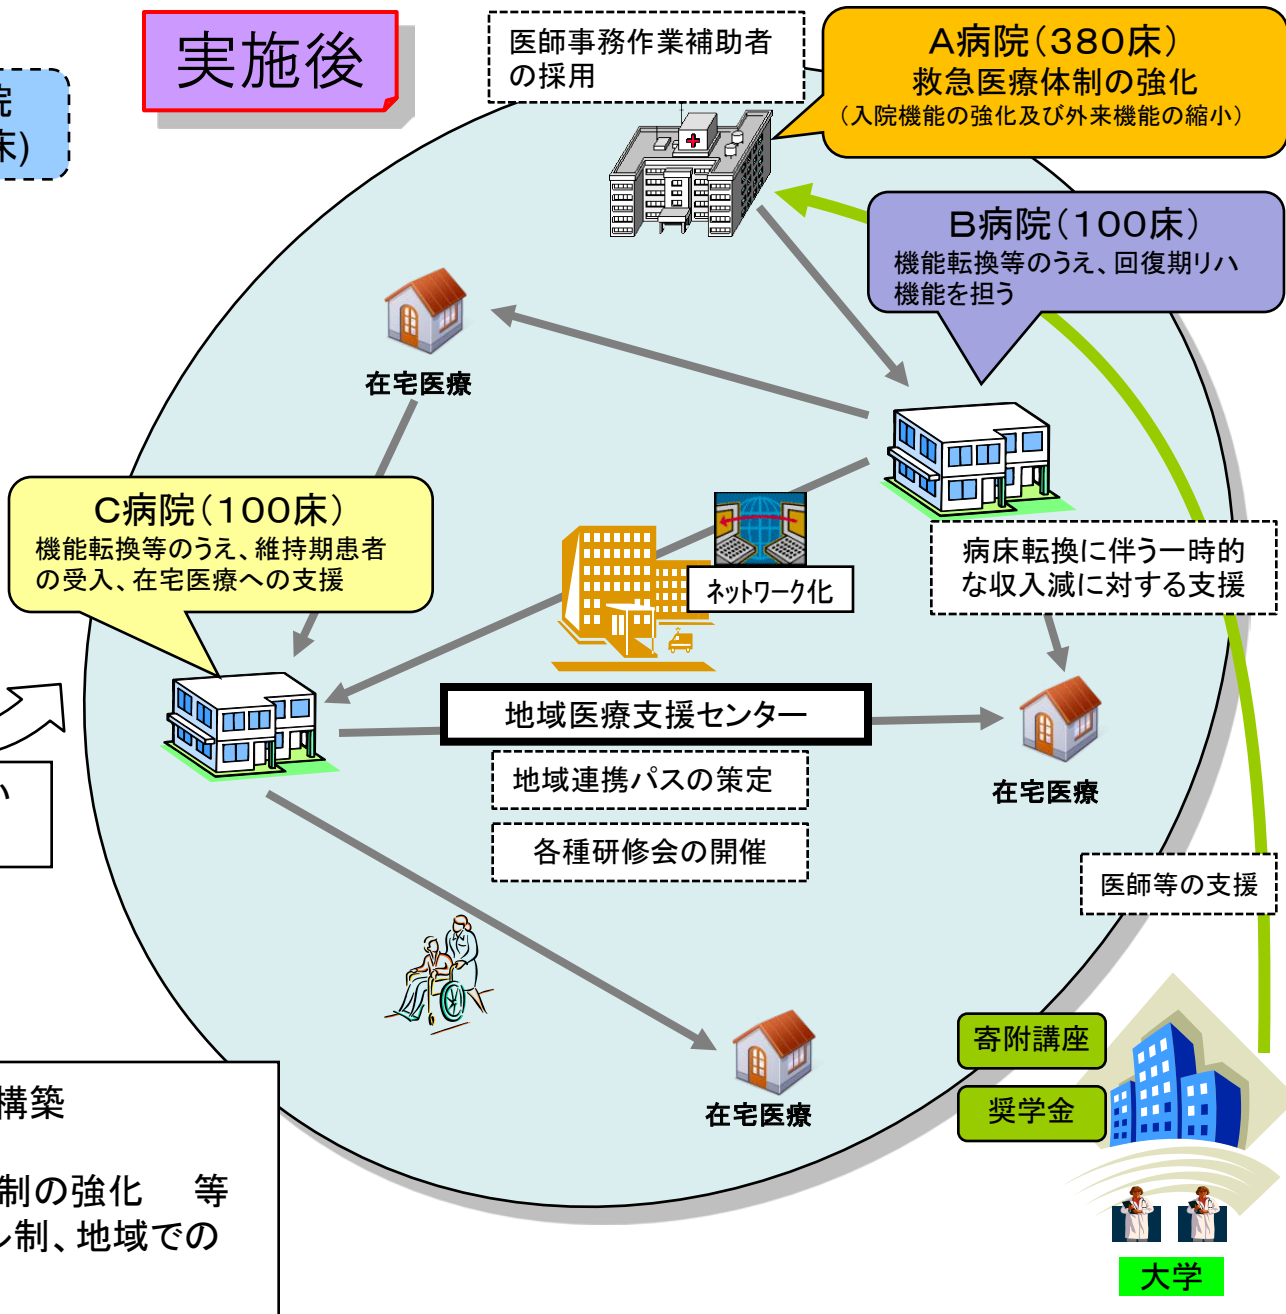 実施後
院
床)
医師事務作業補助者
の採用
A病院(380床)
救急医療体制の強化
(入院機能の強化及び外来機能の縮小)
B病院(100床)
機能転換等のうえ、回復期リハ
機能を担う
在宅医療
C病院(100床)
機能転換等のうえ、維持期患者
の受入、在宅医療への支援
ネットワーク化
病床転換に伴う一時的
な収入減に対する支援
地域医療支援センター
地域連携パスの策定
各種研修会の開催
在宅医療
医師等の支援
在宅医療
寄附講座
奨学金
大学
構築
制の強化 等
制、地域での